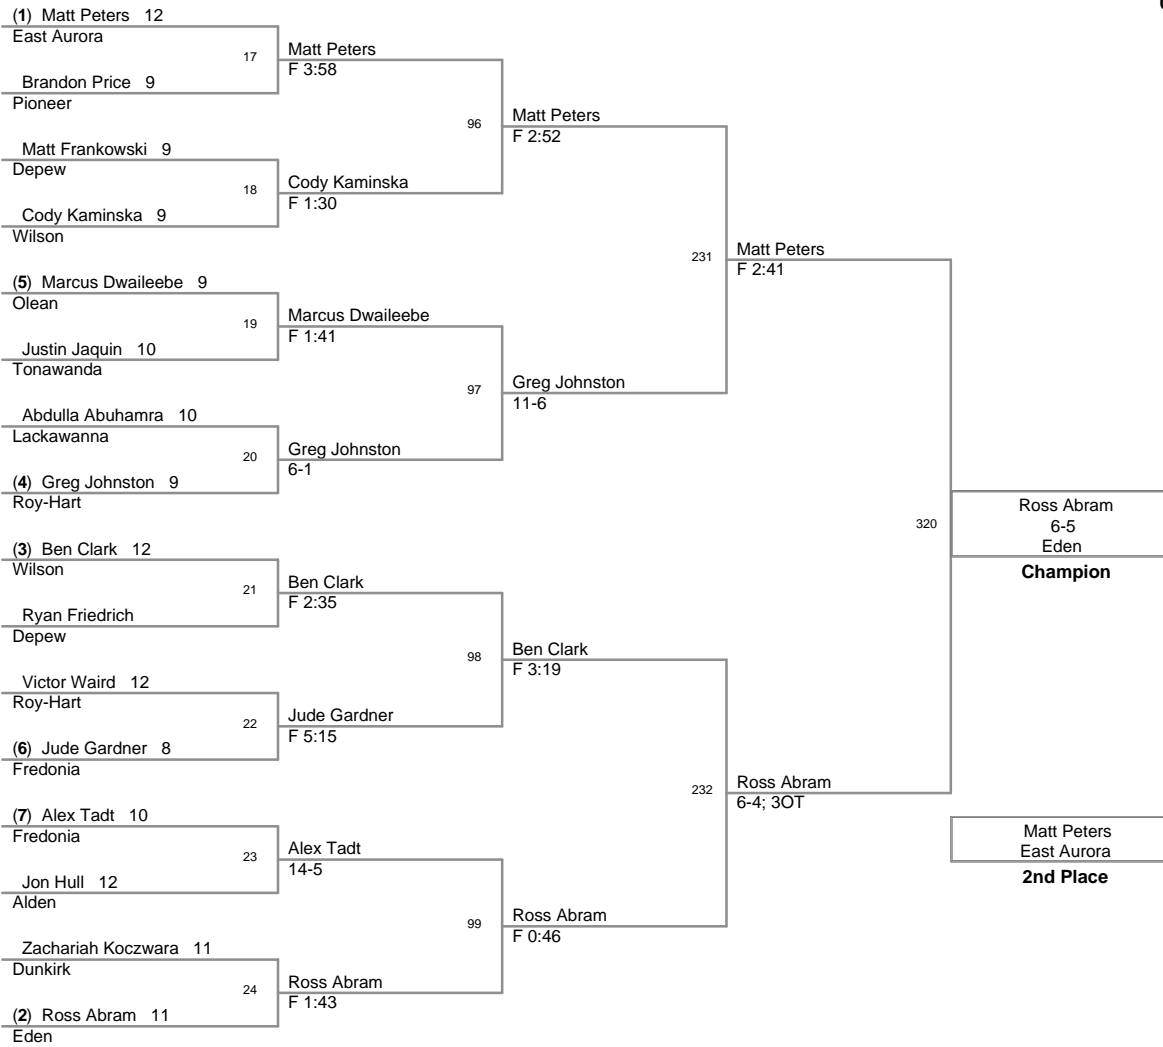 (1) Matt Peters 12
East Aurora
17
Brandon Price 9
Pioneer
Matt Peters
F 3:58
Matt Frankowski 9
Depew
18
Cody Kaminska 9
Wilson
Cody Kaminska
F 1:30
96
Matt Peters
F 2:52
(5) Marcus Dwaileebe 9
Olean
19
Justin Jaquin 10
Tonawanda
Marcus Dwaileebe
F 1:41
Abdulla Abuhamra 10
Lackawanna
20
(4) Greg Johnston 9
Roy-Hart
Greg Johnston
6-1
97
Greg Johnston
11-6
231
Matt Peters
F 2:41
(3) Ben Clark 12
Wilson
21
Ryan Friedrich
Depew
Ben Clark
F 2:35
Victor Waird 12
Roy-Hart
22
(6) Jude Gardner 8
Fredonia
Jude Gardner
F 5:15
98
Ben Clark
F 3:19
(7) Alex Tadt 10
Fredonia
23
Jon Hull 12
Alden
Alex Tadt
14-5
Zachariah Koczwara 11
Dunkirk
24
(2) Ross Abram 11
Eden
Ross Abram
F 1:43
99
Ross Abram
F 0:46
232
Ross Abram
6-4; 3OT
320
Ross Abram
6-5
Eden
Champion
Matt Peters
East Aurora
2nd Place